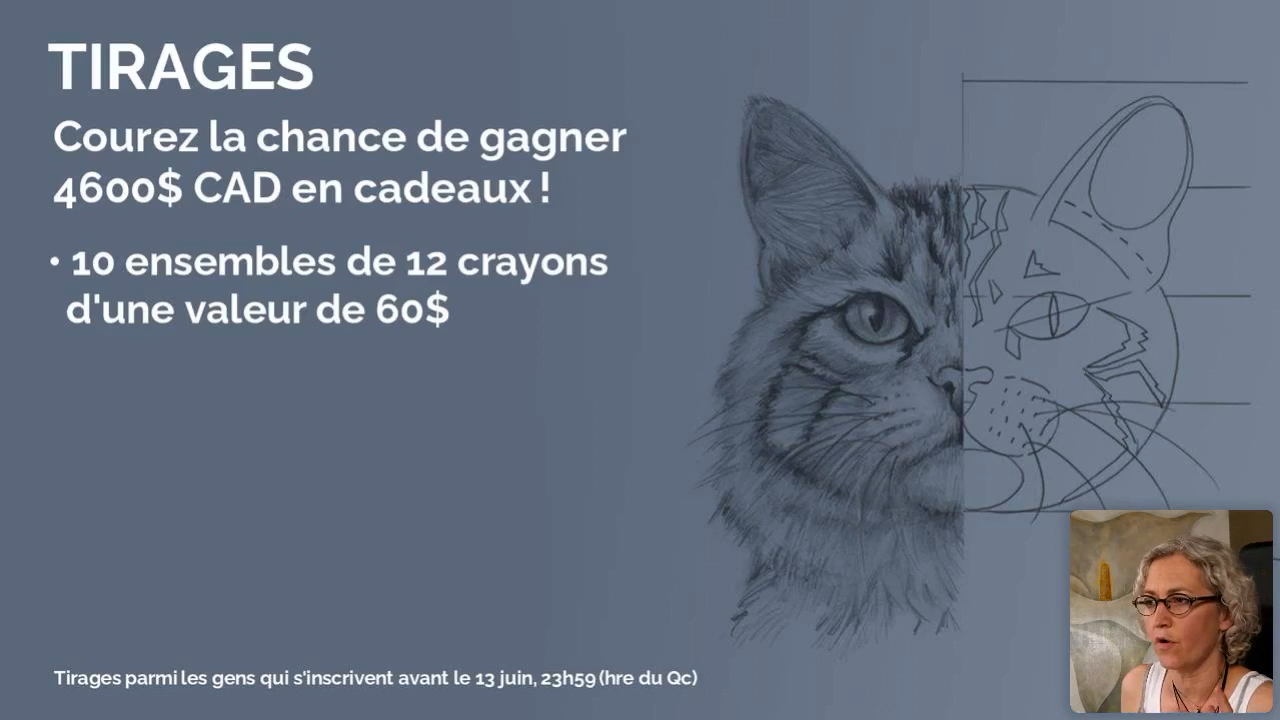 TIRAGES
Courez la chance de gagner
4600$ CAD en cadeaux !
• 10 ensembles de 12 crayons
d'une valeur de 60$
Tirages parmi les gens qui s'inscrivent avant le 13 juin, 23h59 (hre du Qc)